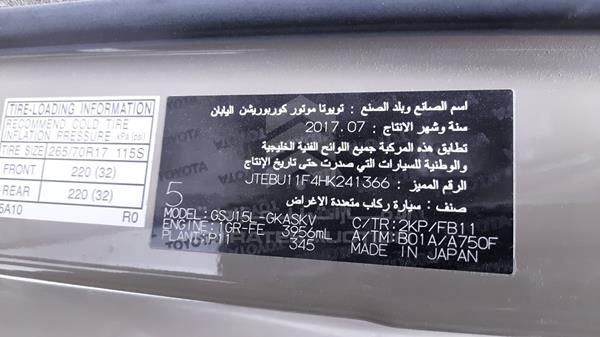 TIRE-LOADING INFORMATION
RECOMMEND COLD TIRE
INFLATION PRESSURE kPa (psi)
TIRE SIZE 265/70R17 115S
FRONT 220 (32)
REAR 220 (32)
5A10 R0
اسم الصانع وبلد الصنع : تويوتا موتور كوربوريشن اليابان
سنة وشهر الانتاج : 2017.07
تطابق هذه المركبة جميع اللوائح الفنية الخليجية
والوطنية للسيارات التي صدرت حتى تاريخ الإنتاج
الرقم المميز : JTEBU11F4HK241366
صنف : سيارة ركاب متعددة الاغراض
5
MODEL:GSJ15L-GKASKV C/TR:2KP/FB11
ENGINE:1GR-FE 3956mL A/TM:B01A/A750F
PLANT:P11 345 MADE IN JAPAN